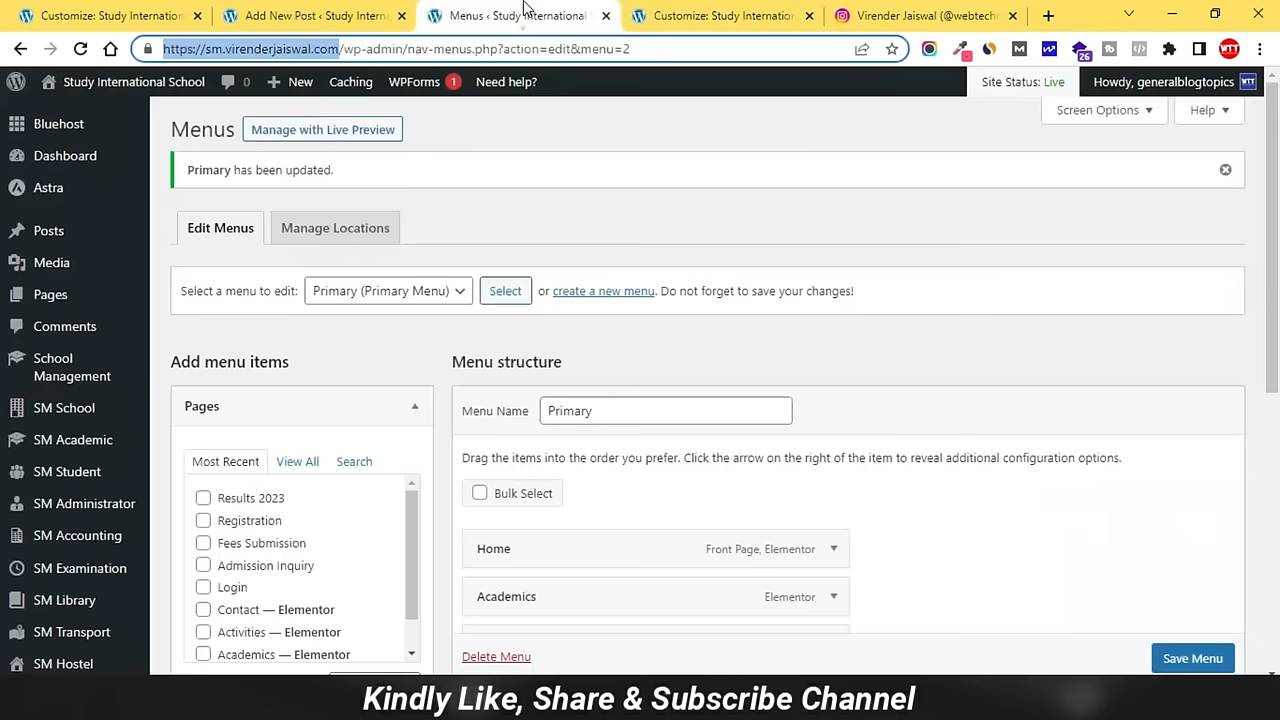 Customize: Study Internation
Add New Post ‹ Study Internatio
Menus ‹ Study International
Customize: Study Internation
Virender Jaiswal (@webtechn
https://sm.virenderjaiswal.com/wp-admin/nav-menus.php?action=edit&menu=2
26
WTT
Study International School
0
New
Caching
WPForms 1
Need help?
Site Status: Live
Howdy, generalblogtopics
WTT
Screen Options
Help
Bluehost
Dashboard
Astra
Posts
Media
Pages
Comments
School
Management
SM School
SM Academic
SM Student
SM Administrator
SM Accounting
SM Examination
SM Library
SM Transport
SM Hostel
Menus
Manage with Live Preview
Primary has been updated.
Edit Menus
Manage Locations
Select a menu to edit: Primary (Primary Menu) Select or create a new menu. Do not forget to save your changes!
Add menu items
Pages
Most Recent View All Search
Results 2023
Registration
Fees Submission
Admission Inquiry
Login
Contact — Elementor
Activities — Elementor
Academics — Elementor
Menu structure
Menu Name Primary
Drag the items into the order you prefer. Click the arrow on the right of the item to reveal additional configuration options.
Bulk Select
Home Front Page, Elementor
Academics Elementor
Delete Menu
Save Menu
Kindly Like, Share & Subscribe Channel